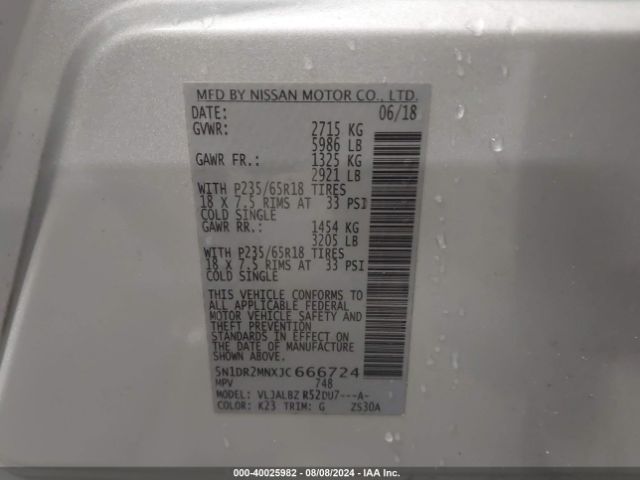 MFD BY NISSAN MOTOR CO., LTD.
DATE: 06/18
GVWR: 2715 KG
5986 LB
GAWR FR.: 1325 KG
2921 LB
WITH P235/65R18 TIRES
18 X 7.5 RIMS AT 33 PSI
COLD SINGLE
GAWR RR.: 1454 KG
3205 LB
WITH P235/65R18 TIRES
18 X 7.5 RIMS AT 33 PSI
COLD SINGLE
THIS VEHICLE CONFORMS TO
ALL APPLICABLE FEDERAL
MOTOR VEHICLE SAFETY AND
THEFT PREVENTION
STANDARDS IN EFFECT ON
THE DATE OF MANUFACTURE
SHOWN ABOVE.
5N1DR2MNXJC666724
MPV 748
MODEL: VLJALBZ R52DU7---A-
COLOR: K23 TRIM: G ZS30A
000-40025982 - 08/08/2024 - IAAI.com